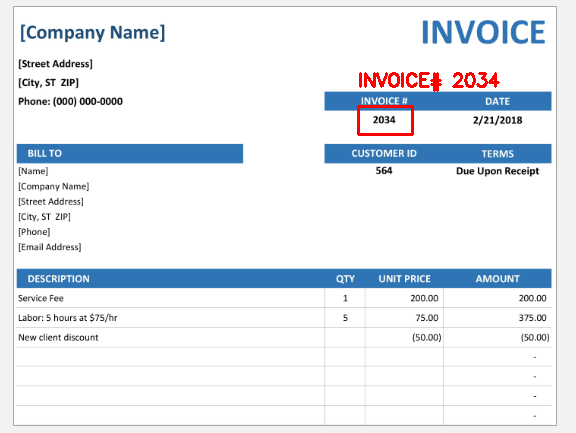 [Company Name] INVOICE
[Street Address]
[City, ST ZIP] INVOICE# 2034
Phone: (000) 000-0000 INVOICE # DATE
2034 2/21/2018
BILL TO CUSTOMER ID TERMS
[Name] 564 Due Upon Receipt
[Company Name]
[Street Address]
[City, ST ZIP]
[Phone]
[Email Address]
DESCRIPTION QTY UNIT PRICE AMOUNT
Service Fee 1 200.00 200.00
Labor: 5 hours at $75/hr 5 75.00 375.00
New client discount (50.00) (50.00)
-
-
-
-